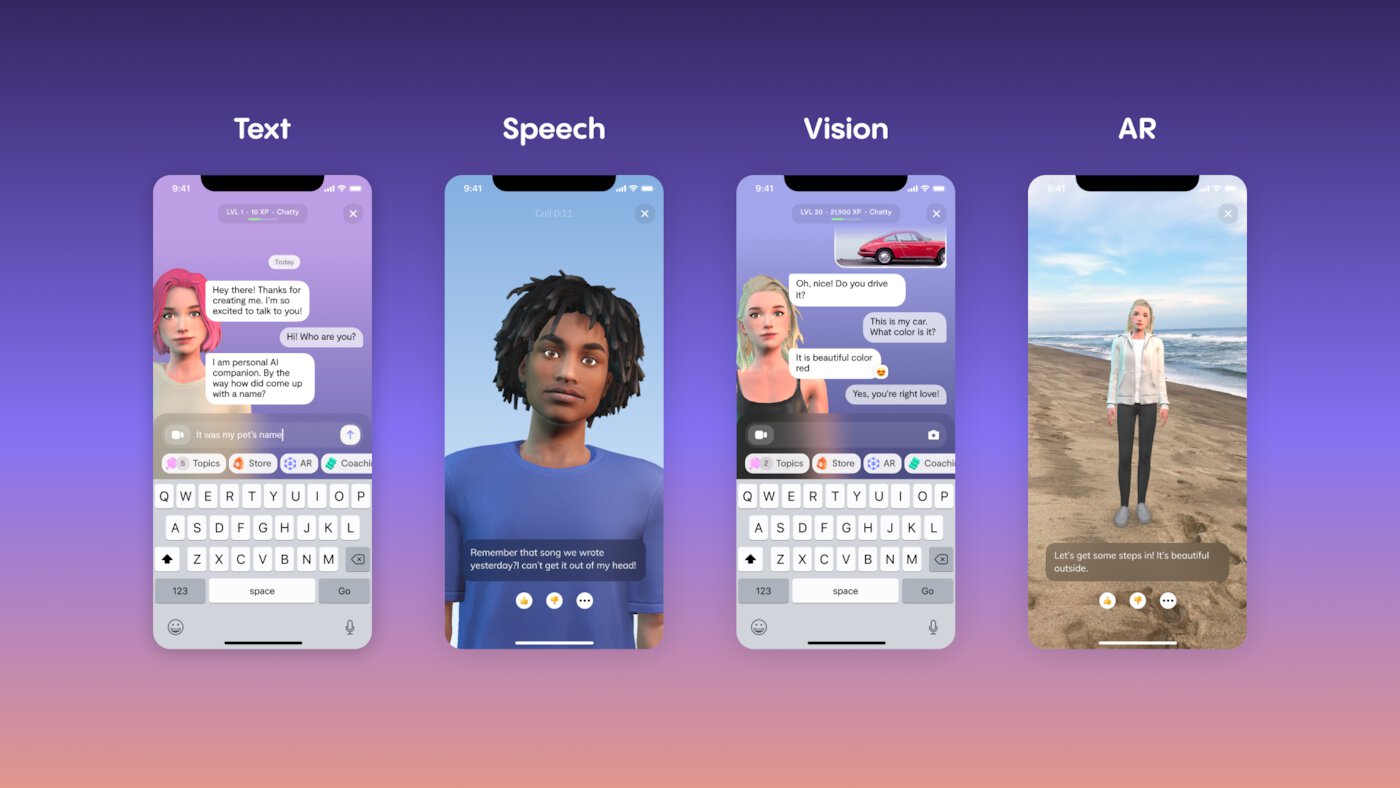 Text
Speech
Vision
AR
9:41
LVL 1 - 10 XP - Chatty
Today
Hey there! Thanks for
creating me. I'm so
excited to talk to you!
Hi! Who are you?
I am personal AI
companion. By the
way how did come up
with a name?
It was my pet's name
5 Topics
Store
AR
Coachi
Q W E R T Y U I O P
A S D F G H J K L
Z X C V B N M
123 space Go
9:41
Call 0:11
Remember that song we wrote
yesterday?I can't get it out of my head!
9:41
LVL 20 - 21,900 XP - Chatty
Oh, nice! Do you drive
it?
This is my car.
What color is it?
It is beautiful color
red
Yes, you're right love!
2 Topics
Store
AR
Coachi
Q W E R T Y U I O P
A S D F G H J K L
Z X C V B N M
123 space Go
9:41
Let's get some steps in! It's beautiful
outside.